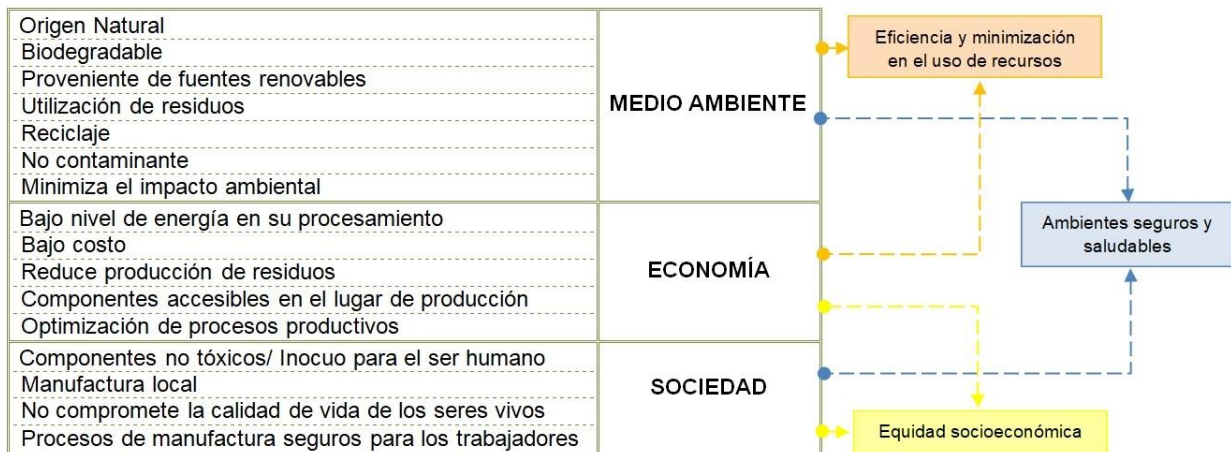 Origen Natural
Biodegradable
Proveniente de fuentes renovables
Utilización de residuos
Reciclaje
No contaminante
Minimiza el impacto ambiental
MEDIO AMBIENTE
Bajo nivel de energía en su procesamiento
Bajo costo
Reduce producción de residuos
Componentes accesibles en el lugar de producción
Optimización de procesos productivos
ECONOMÍA
Componentes no tóxicos/ Inocuo para el ser humano
Manufactura local
No compromete la calidad de vida de los seres vivos
Procesos de manufactura seguros para los trabajadores
SOCIEDAD
Eficiencia y minimización
en el uso de recursos
Ambientes seguros y
saludables
Equidad socioeconómica